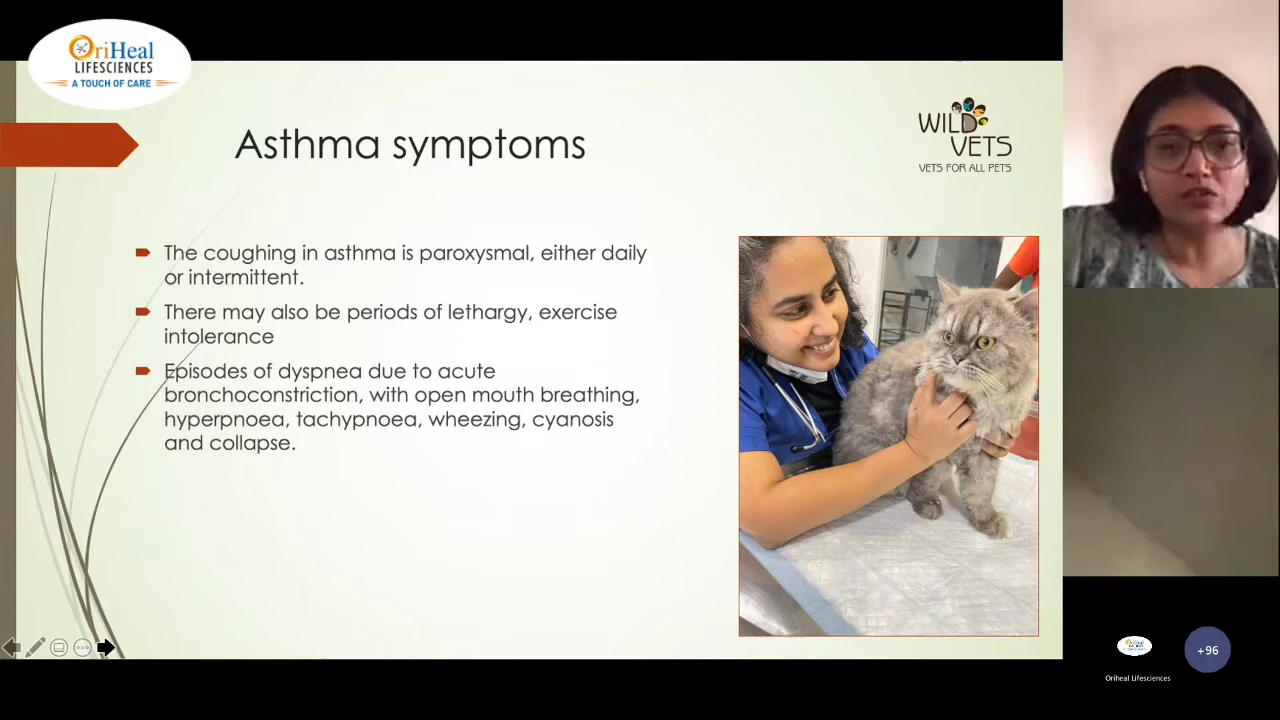 OriHeal
LIFESCIENCES
A TOUCH OF CARE
Asthma symptoms
WILD
VETS
VETS FOR ALL PETS
The coughing in asthma is paroxysmal, either daily
or intermittent.
There may also be periods of lethargy, exercise
intolerance
Episodes of dyspnea due to acute
bronchoconstriction, with open mouth breathing,
hyperpnoea, tachypnoea, wheezing, cyanosis
and collapse.
+96
Oriheal Lifesciences